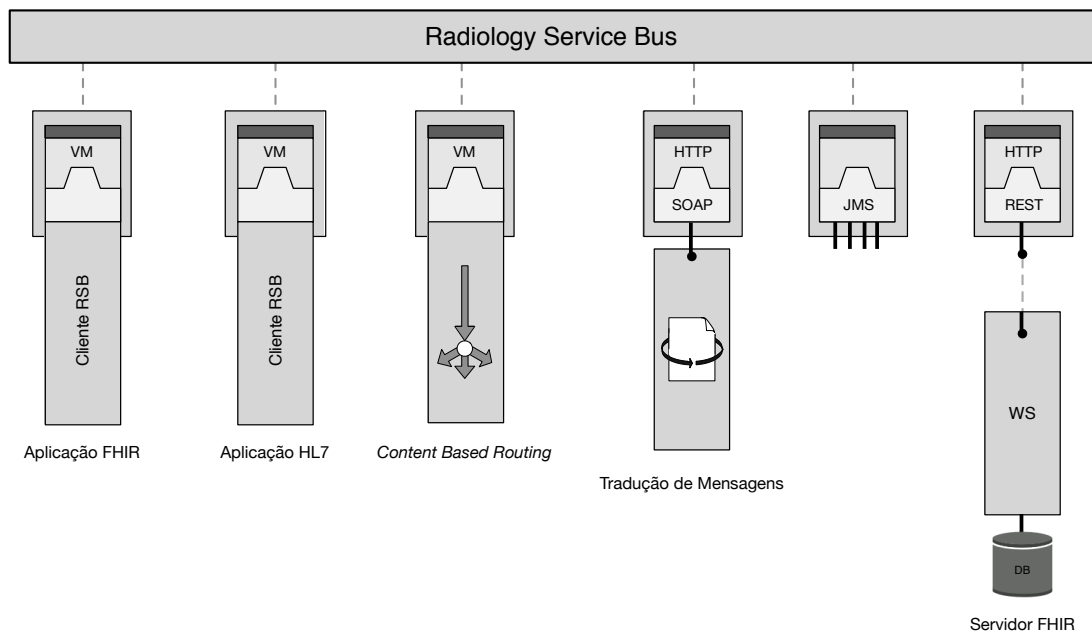 Radiology Service Bus
VM
VM
VM
HTTP
HTTP
SOAP
JMS
REST
Cliente RSB
Cliente RSB
WS
Aplicação FHIR
Aplicação HL7
Content Based Routing
Tradução de Mensagens
DB
Servidor FHIR